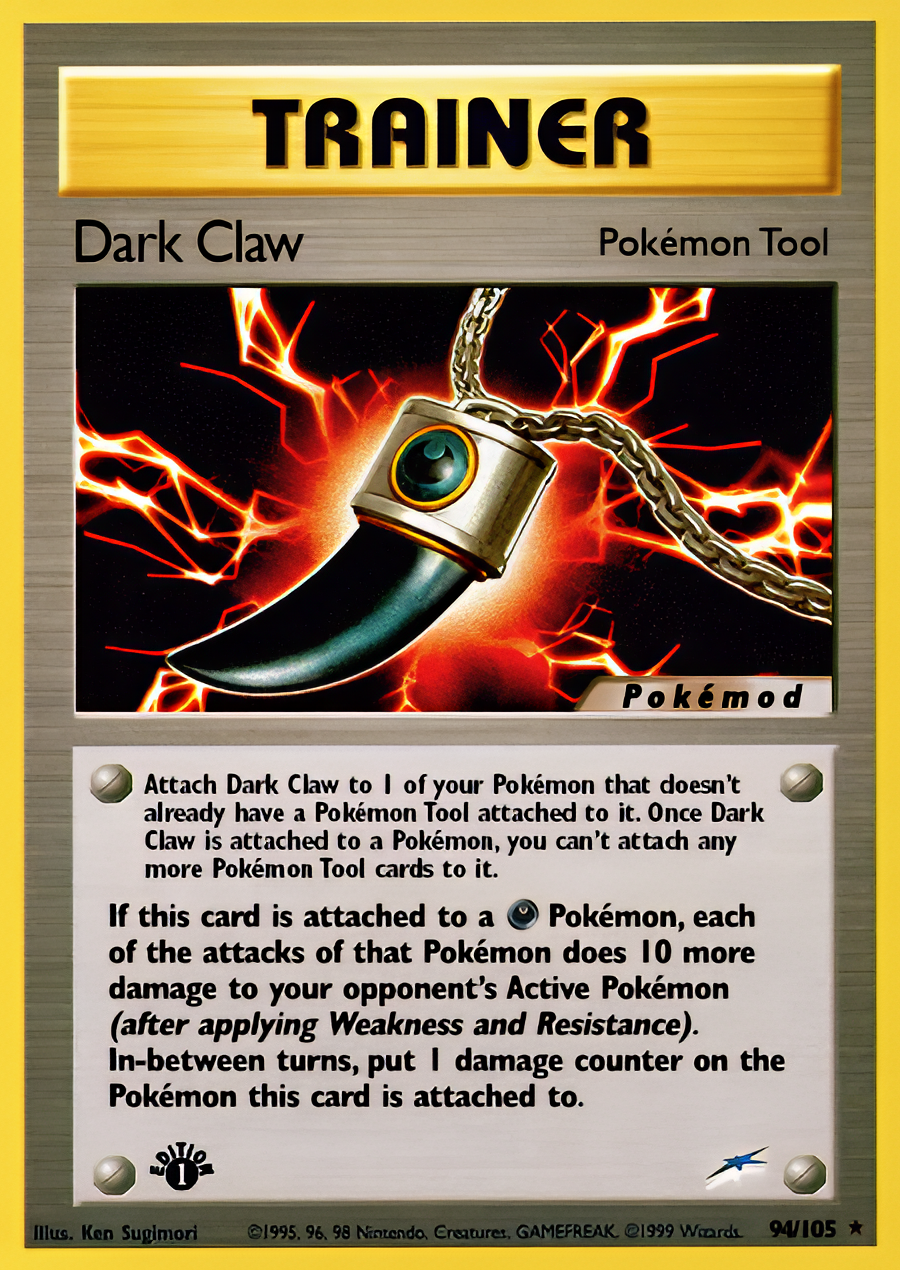 TRAINER
Dark Claw Pokémon Tool
Pokémod
Attach Dark Claw to 1 of your Pokémon that doesn't
already have a Pokémon Tool attached to it. Once Dark
Claw is attached to a Pokémon, you can't attach any
more Pokémon Tool cards to it.
If this card is attached to a Pokémon, each
of the attacks of that Pokémon does 10 more
damage to your opponent's Active Pokémon
(after applying Weakness and Resistance).
In-between turns, put 1 damage counter on the
Pokémon this card is attached to.
EDITION
1
Illus. Ken Sugimori ©1995, 96, 98 Nintendo, Creatures, GAMEFREAK. ©1999 Wizards. 94/105 ★